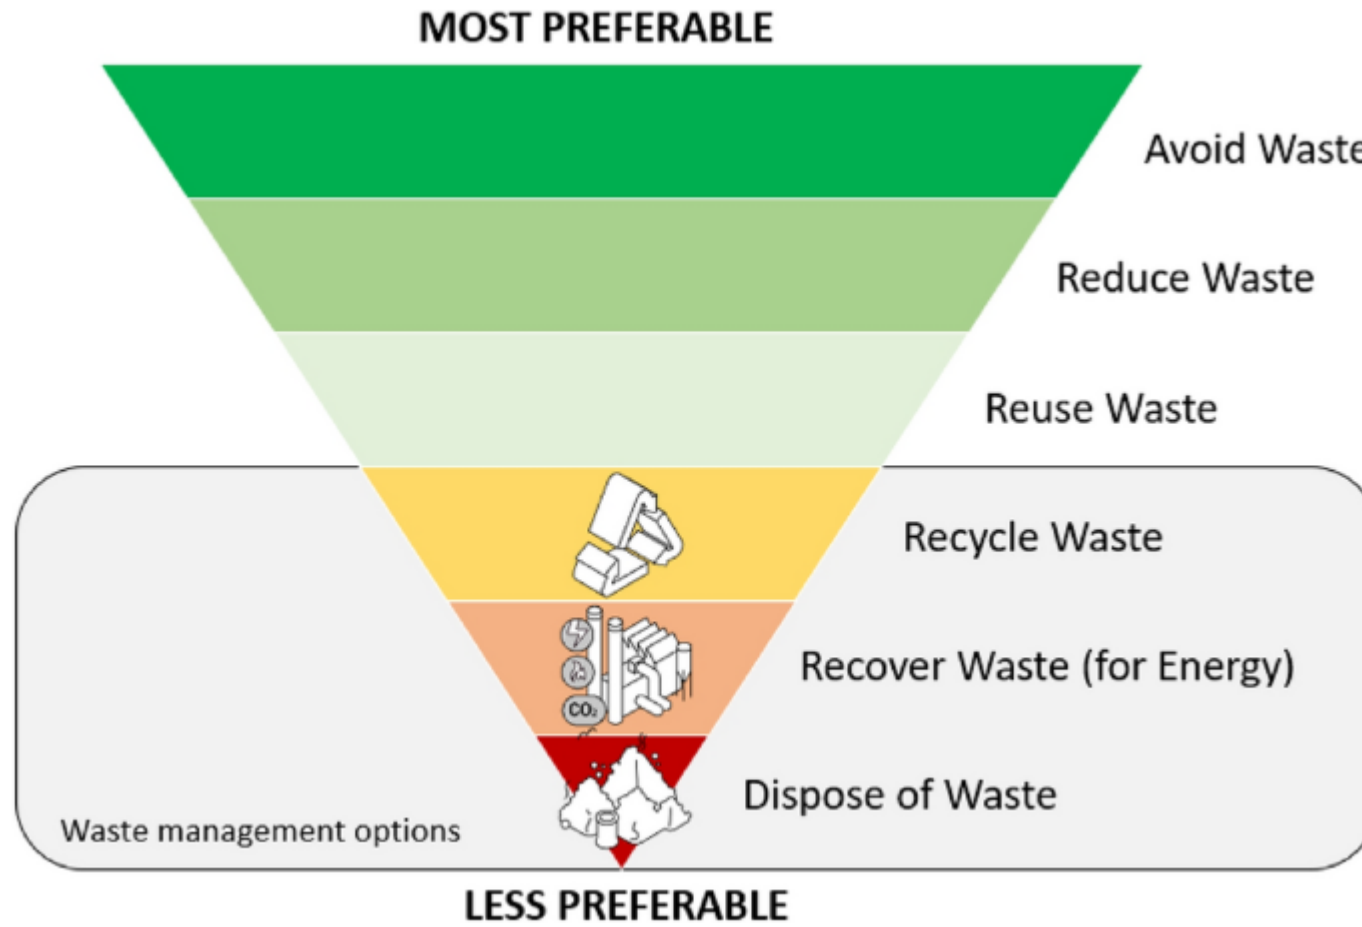 MOST PREFERABLE
Avoid Waste
Reduce Waste
Reuse Waste
Recycle Waste
Recover Waste (for Energy)
CO₂
Dispose of Waste
Waste management options
LESS PREFERABLE